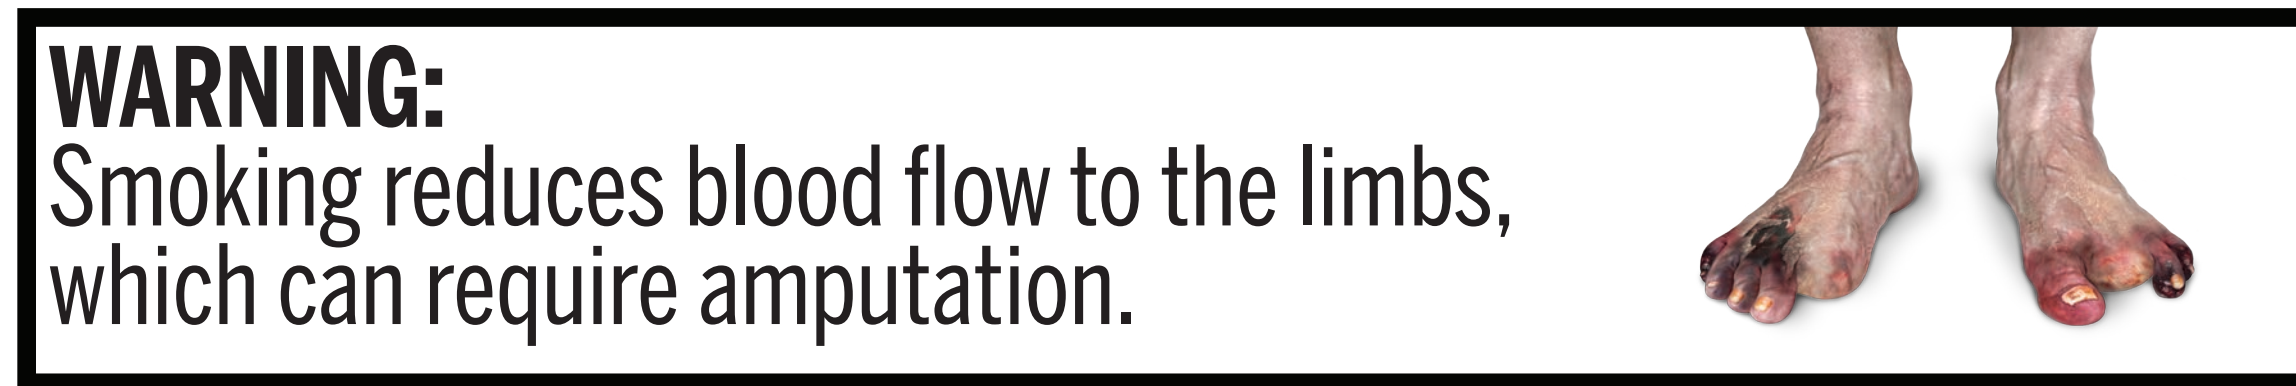 WARNING:
Smoking reduces blood flow to the limbs,
which can require amputation.